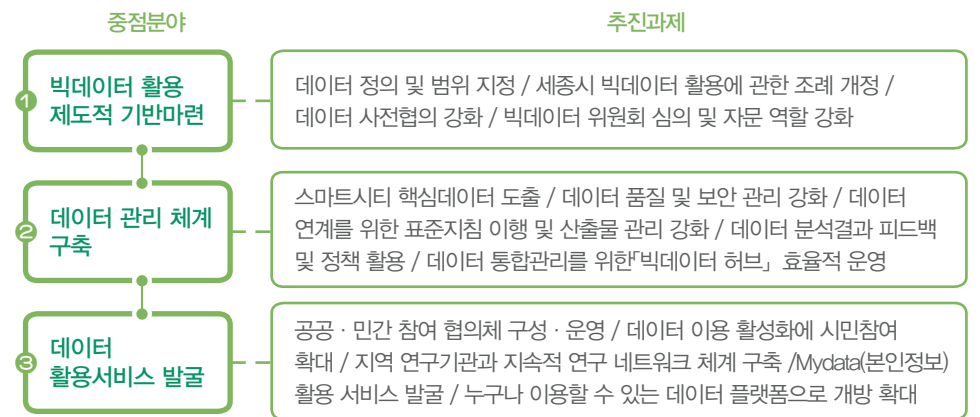 중점분야
추진과제
1
빅데이터 활용
제도적 기반마련
데이터 정의 및 범위 지정 / 세종시 빅데이터 활용에 관한 조례 개정 /
데이터 사전협의 강화 / 빅데이터 위원회 심의 및 자문 역할 강화
2
데이터 관리 체계
구축
스마트시티 핵심데이터 도출 / 데이터 품질 및 보안 관리 강화 / 데이터
연계를 위한 표준지침 이행 및 산출물 관리 강화 / 데이터 분석결과 피드백
및 정책 활용 / 데이터 통합관리를 위한「빅데이터 허브」 효율적 운영
3
데이터
활용서비스 발굴
공공 · 민간 참여 협의체 구성 · 운영 / 데이터 이용 활성화에 시민참여
확대 / 지역 연구기관과 지속적 연구 네트워크 체계 구축 /Mydata(본인정보)
활용 서비스 발굴 / 누구나 이용할 수 있는 데이터 플랫폼으로 개방 확대